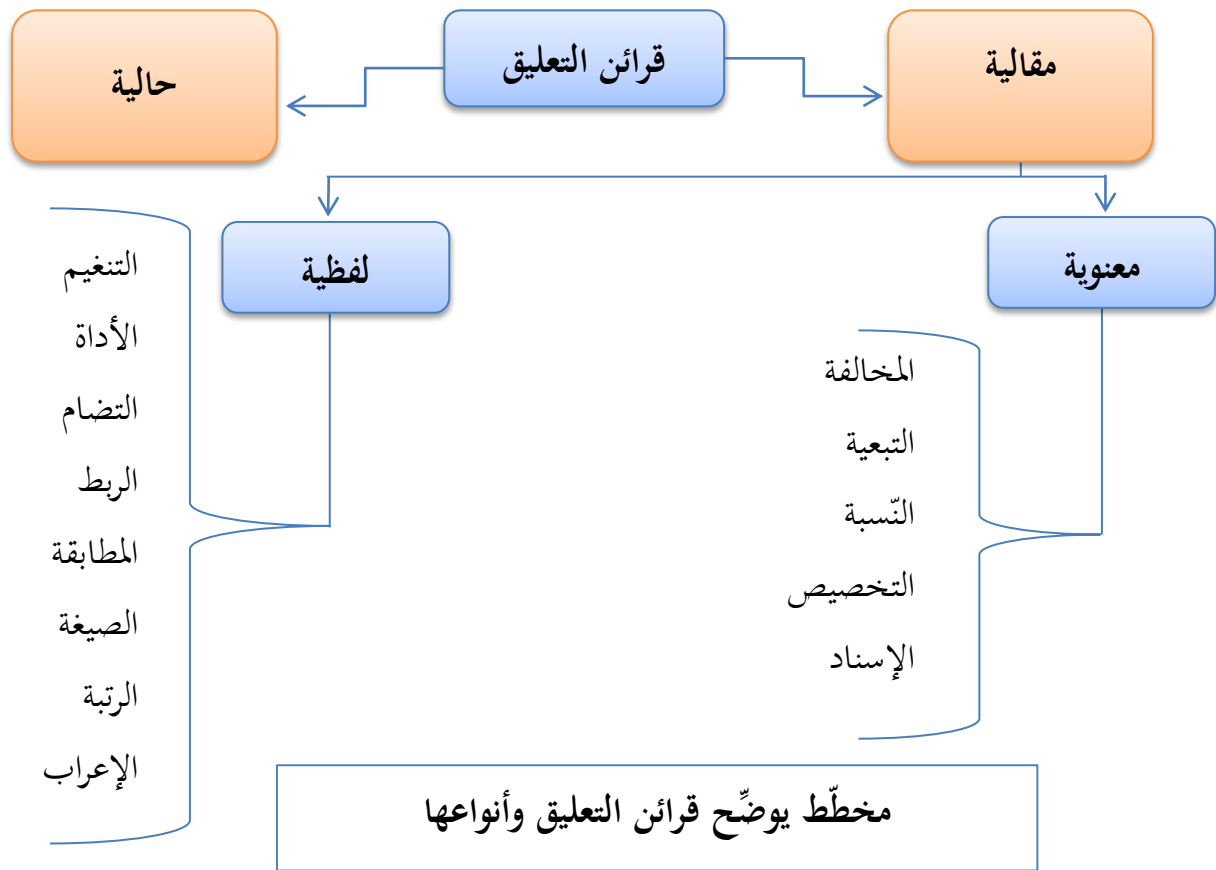 قرائن التعليق
مقالية
حالية
معنوية
لفظية
المخالفة
التبعية
النّسبة
التخصيص
الإسناد
التنغيم
الأداة
التضام
الربط
المطابقة
الصيغة
الرتبة
الإعراب
مخطّط يوضِّح قرائن التعليق وأنواعها